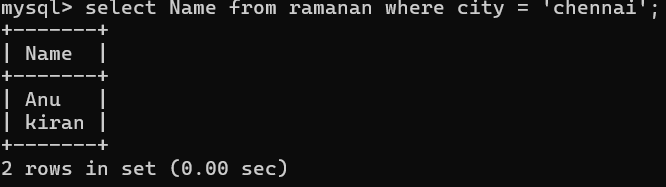 mysql> select Name from ramanan where city = 'chennai';
+-------+
| Name  |
+-------+
| Anu   |
| kiran |
+-------+
2 rows in set (0.00 sec)